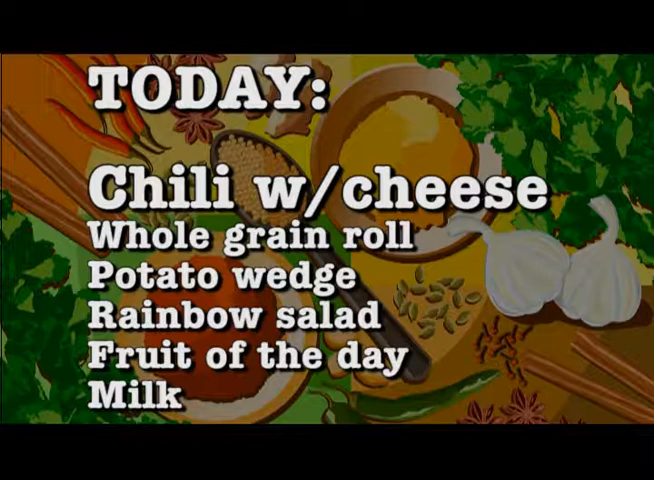 TODAY:
Chili w/cheese
Whole grain roll
Potato wedge
Rainbow salad
Fruit of the day
Milk